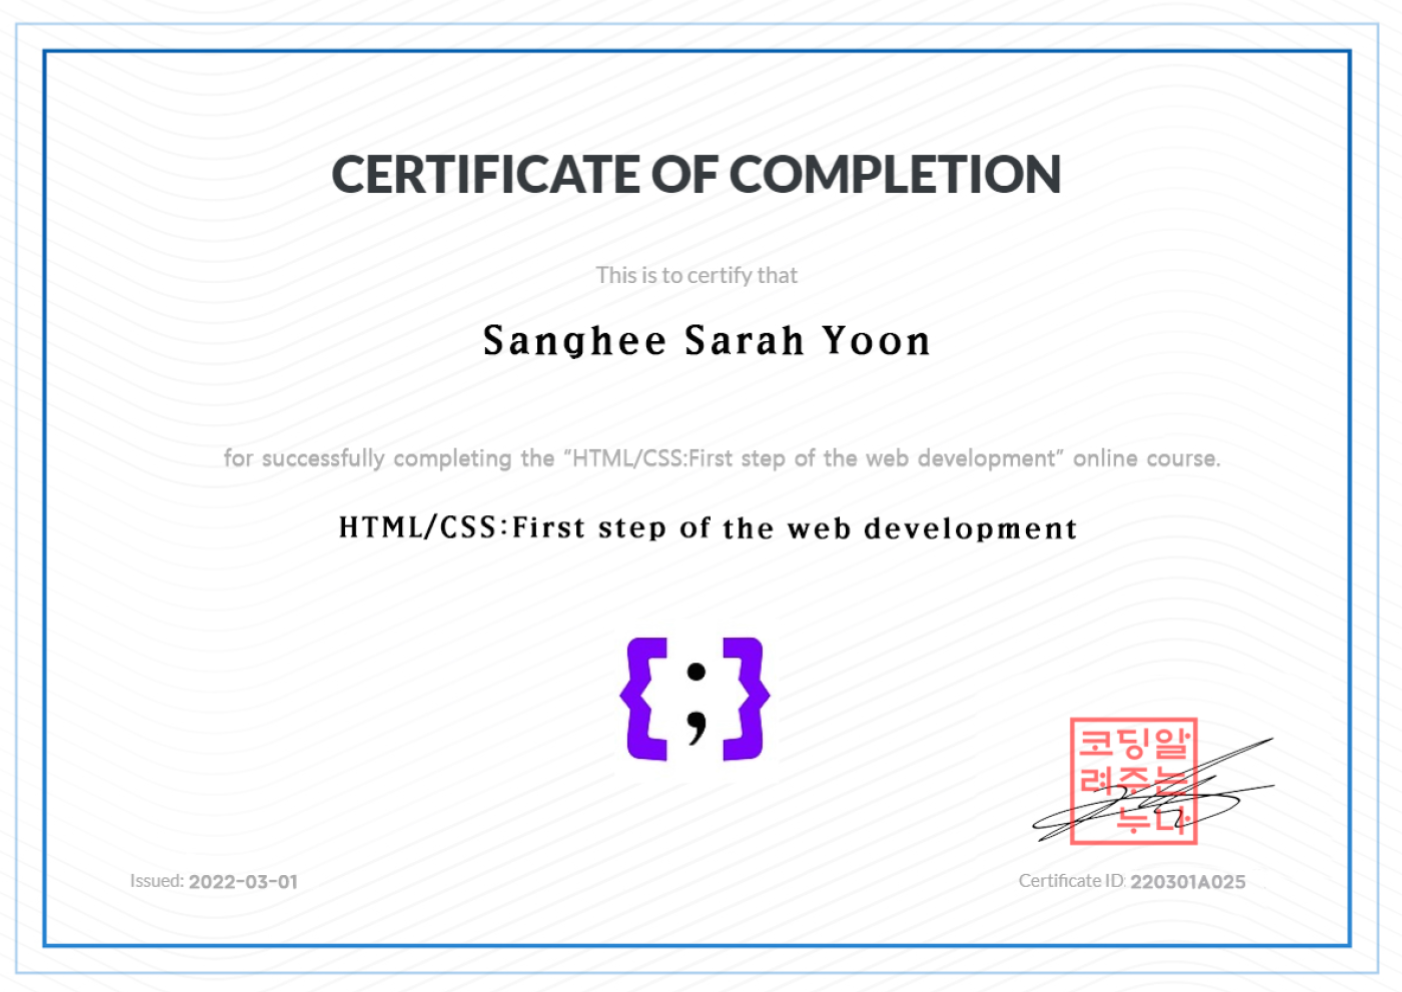 CERTIFICATE OF COMPLETION
This is to certify that
Sanghee Sarah Yoon
for successfully completing the “HTML/CSS:First step of the web development” online course.
HTML/CSS:First step of the web development
{;}
코딩알
려주는
누나
Issued: 2022-03-01
Certificate ID: 220301A025